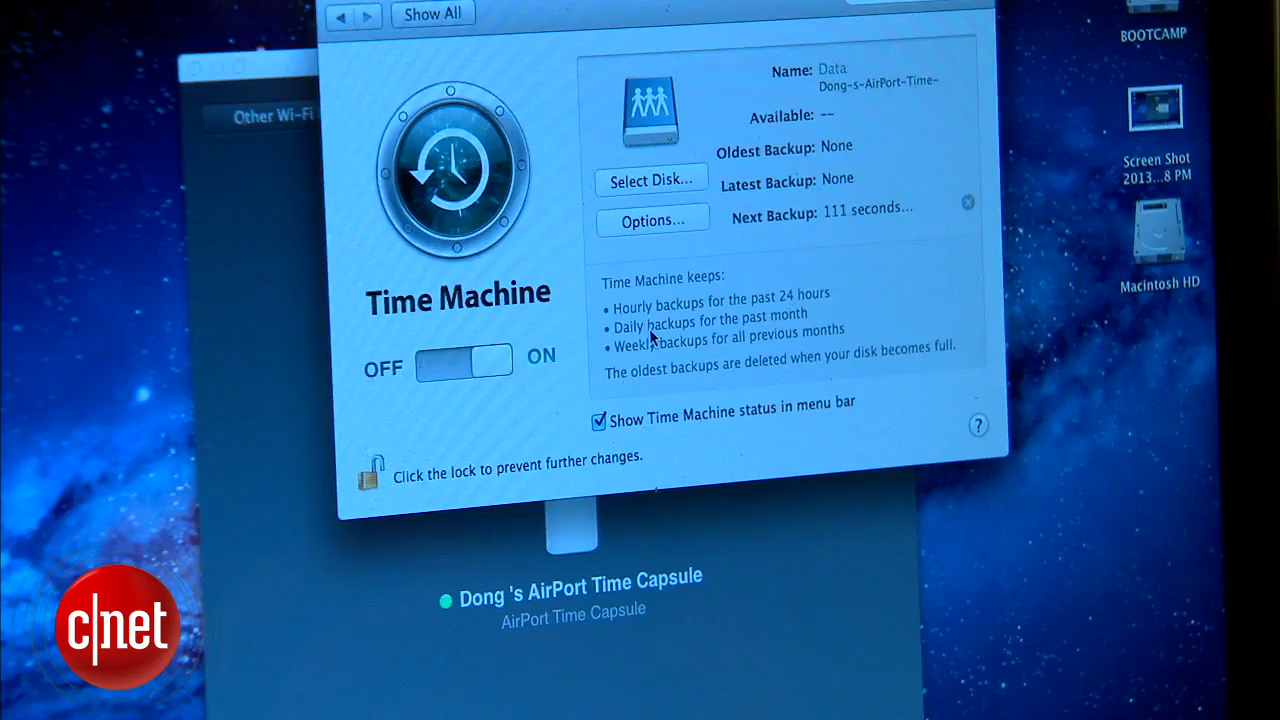 Show All
BOOTCAMP
Other Wi-Fi
Name: Data
Dong-s-AirPort-Time-
Available: --
Oldest Backup: None
Select Disk...
Latest Backup: None
Options...
Next Backup: 111 seconds...
Screen Shot
2013...8 PM
Macintosh HD
Time Machine
OFF
ON
Time Machine keeps:
• Hourly backups for the past 24 hours
• Daily backups for the past month
• Weekly backups for all previous months
The oldest backups are deleted when your disk becomes full.
Show Time Machine status in menu bar
?
Click the lock to prevent further changes.
Dong 's AirPort Time Capsule
AirPort Time Capsule
c|net